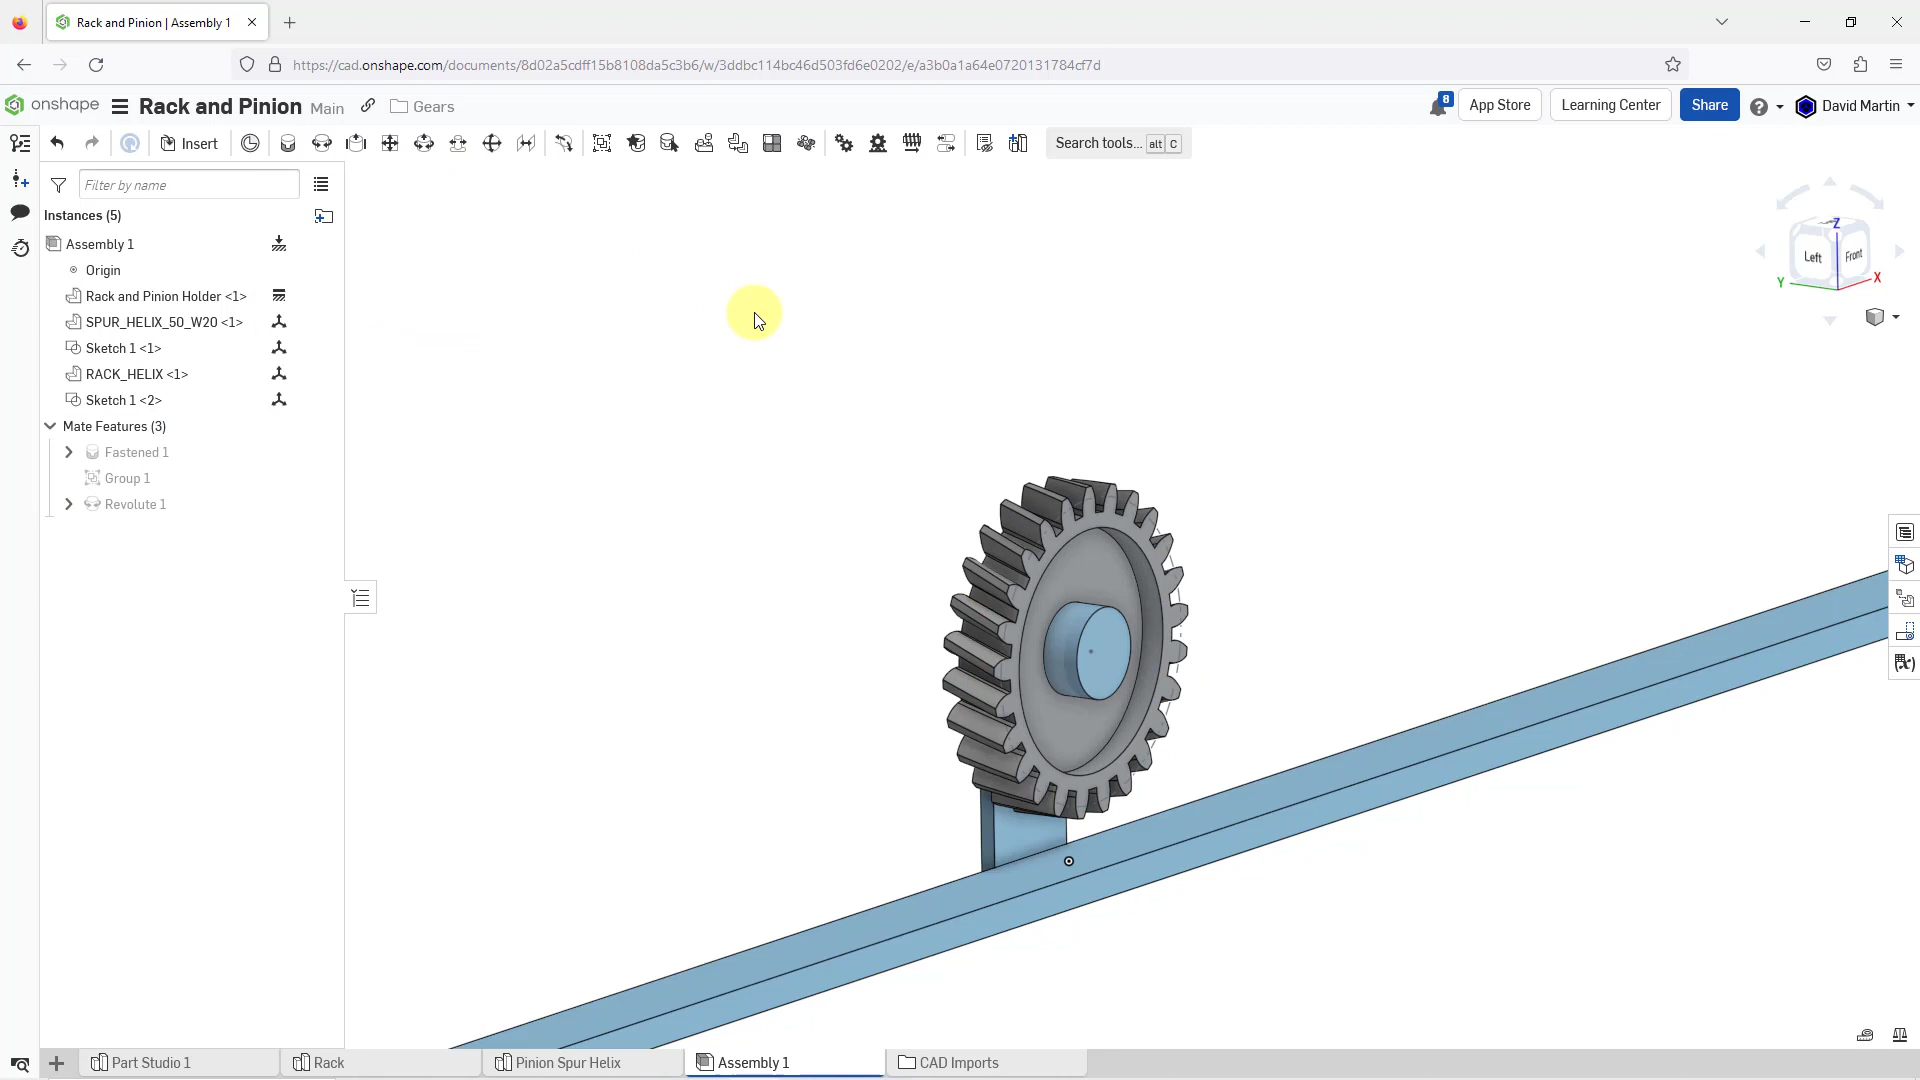 Rack and Pinion | Assembly 1
https://cad.onshape.com/documents/8d02a5cdff15b8108da5c3b6/w/3ddbc114bc46d503fd6e0202/e/a3b0a1a64e0720131784cf7d
onshape Rack and Pinion Main Gears 8 App Store Learning Center Share David Martin
Insert Search tools... alt C
Filter by name
Instances (5)
Assembly 1
Origin
Rack and Pinion Holder <1>
SPUR_HELIX_50_W20 <1>
Sketch 1 <1>
RACK_HELIX <1>
Sketch 1 <2>
Mate Features (3)
Fastened 1
Group 1
Revolute 1
Z
Left Front
Y X
(x)
Part Studio 1 Rack Pinion Spur Helix Assembly 1 CAD Imports